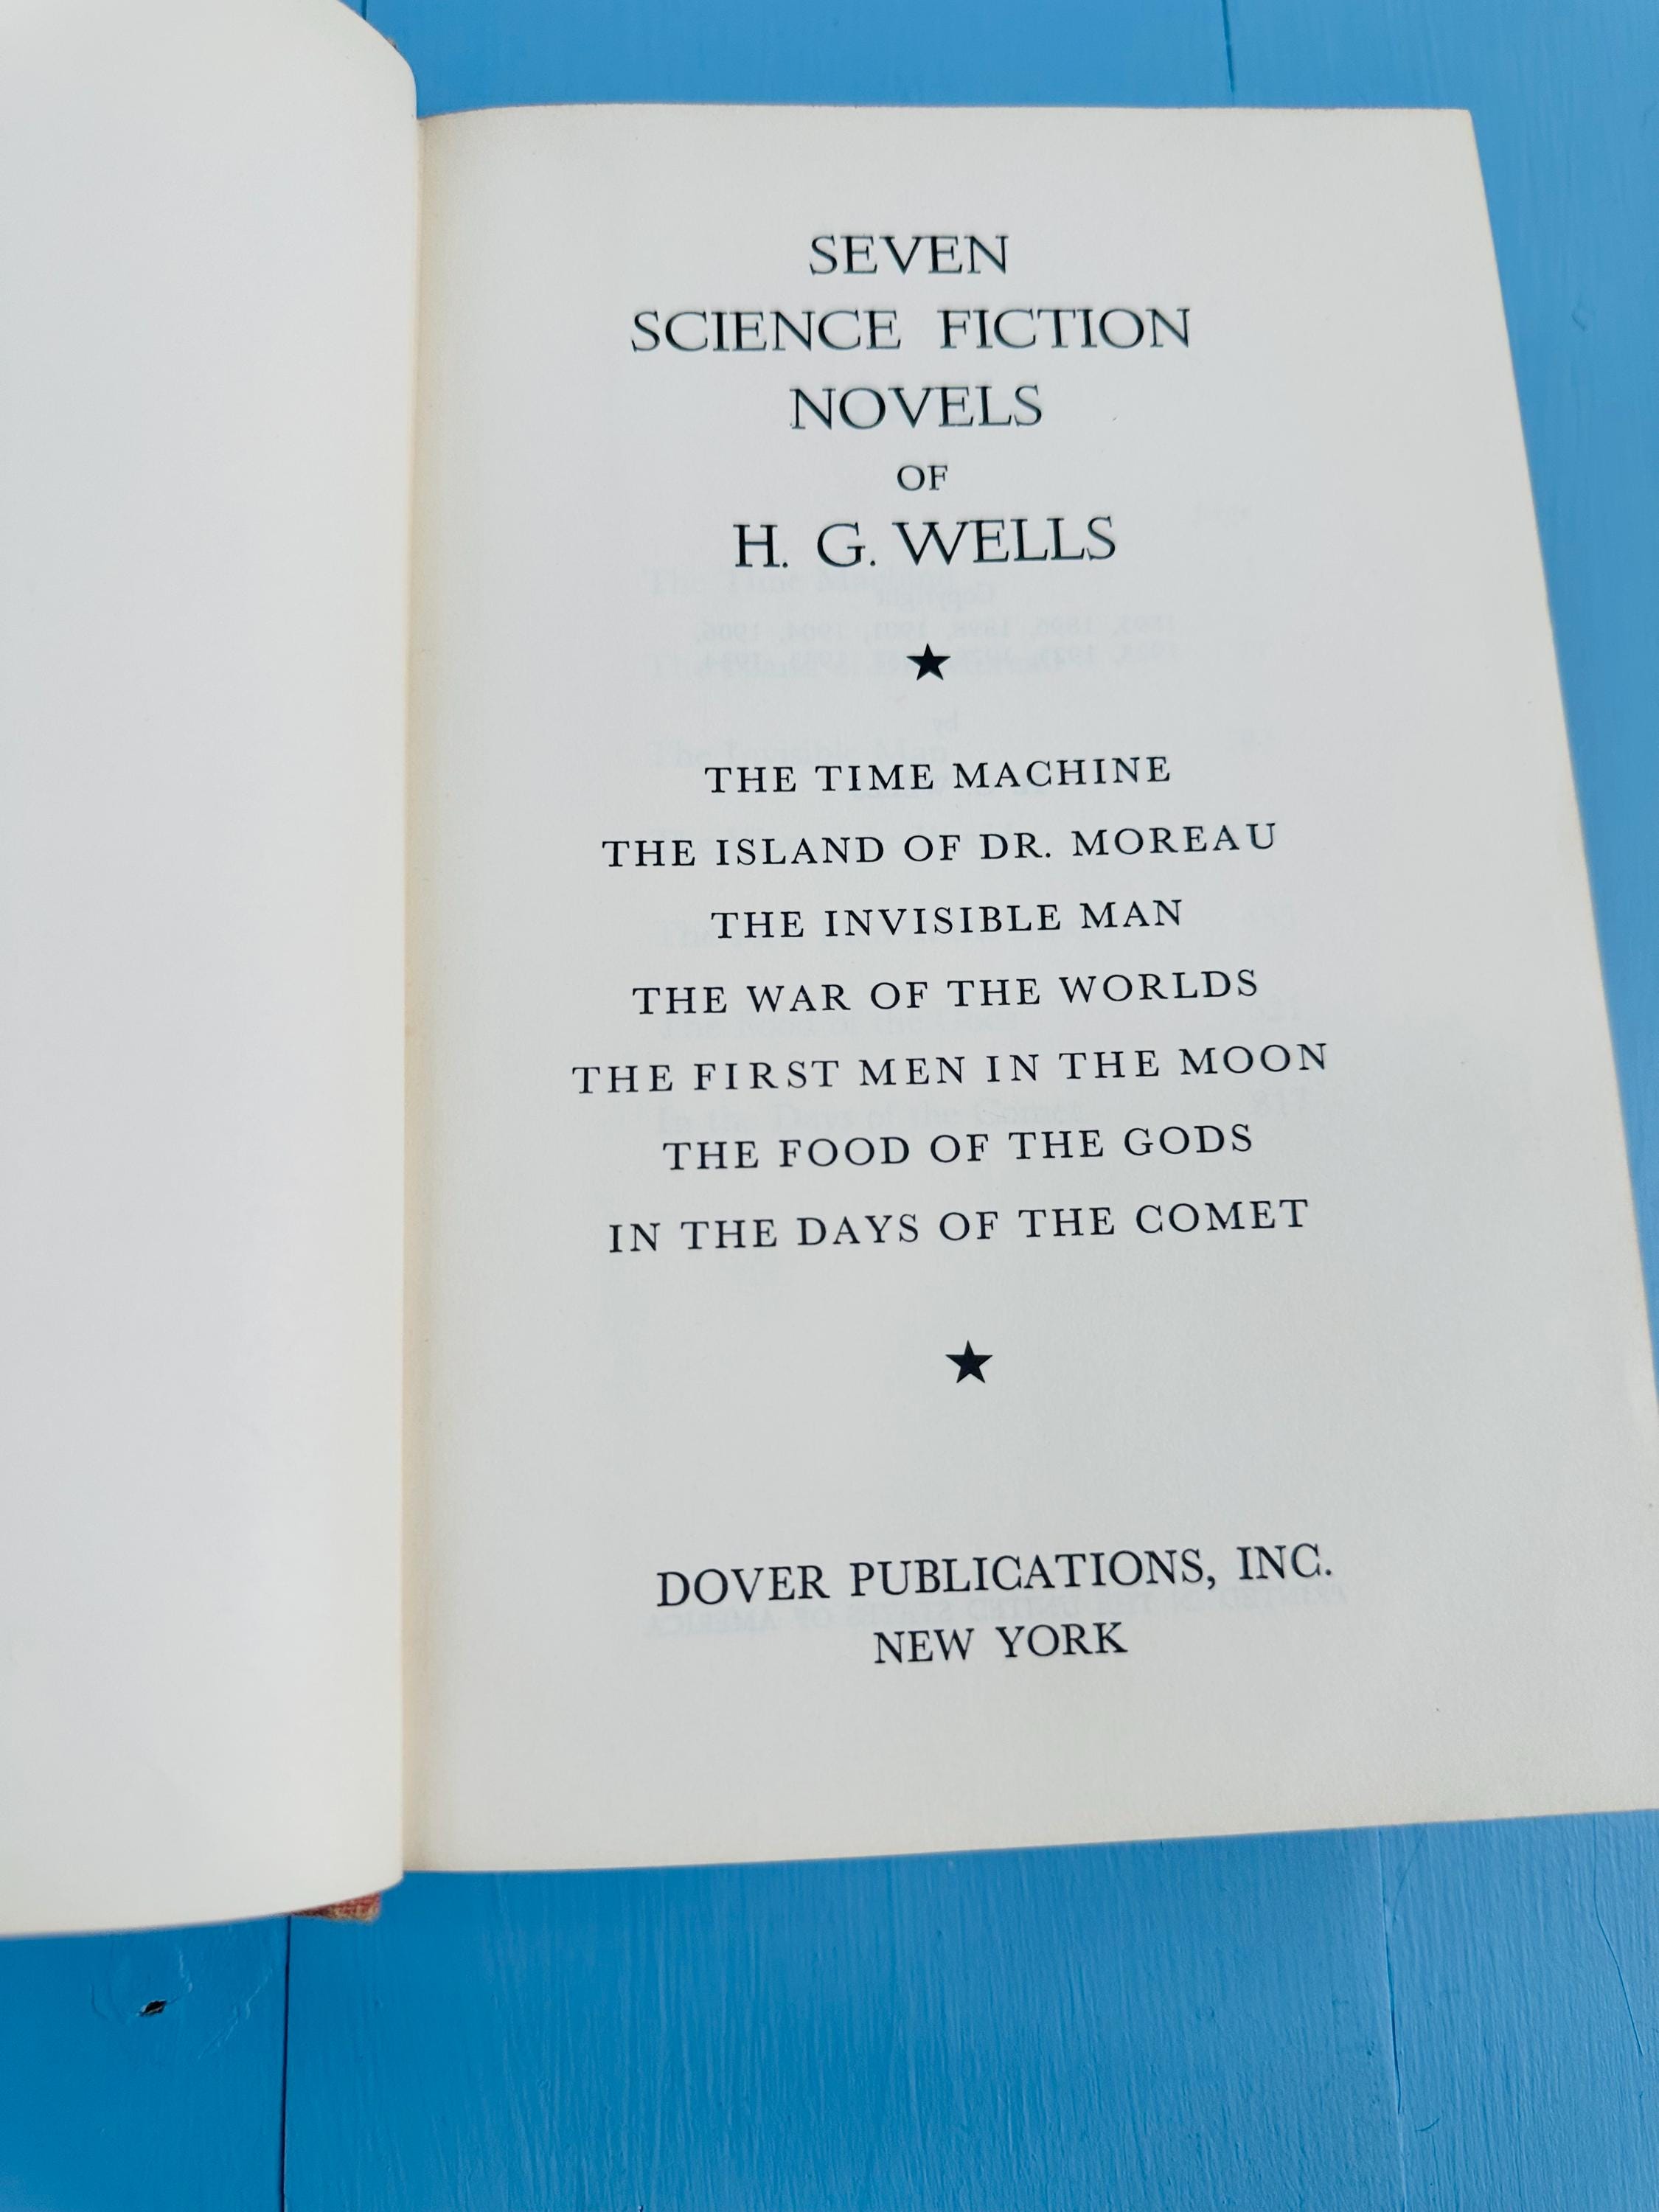 SEVEN
SCIENCE FICTION
NOVELS
OF
H. G. WELLS
★
THE TIME MACHINE
THE ISLAND OF DR. MOREAU
THE INVISIBLE MAN
THE WAR OF THE WORLDS
THE FIRST MEN IN THE MOON
THE FOOD OF THE GODS
IN THE DAYS OF THE COMET
★
DOVER PUBLICATIONS, INC.
NEW YORK